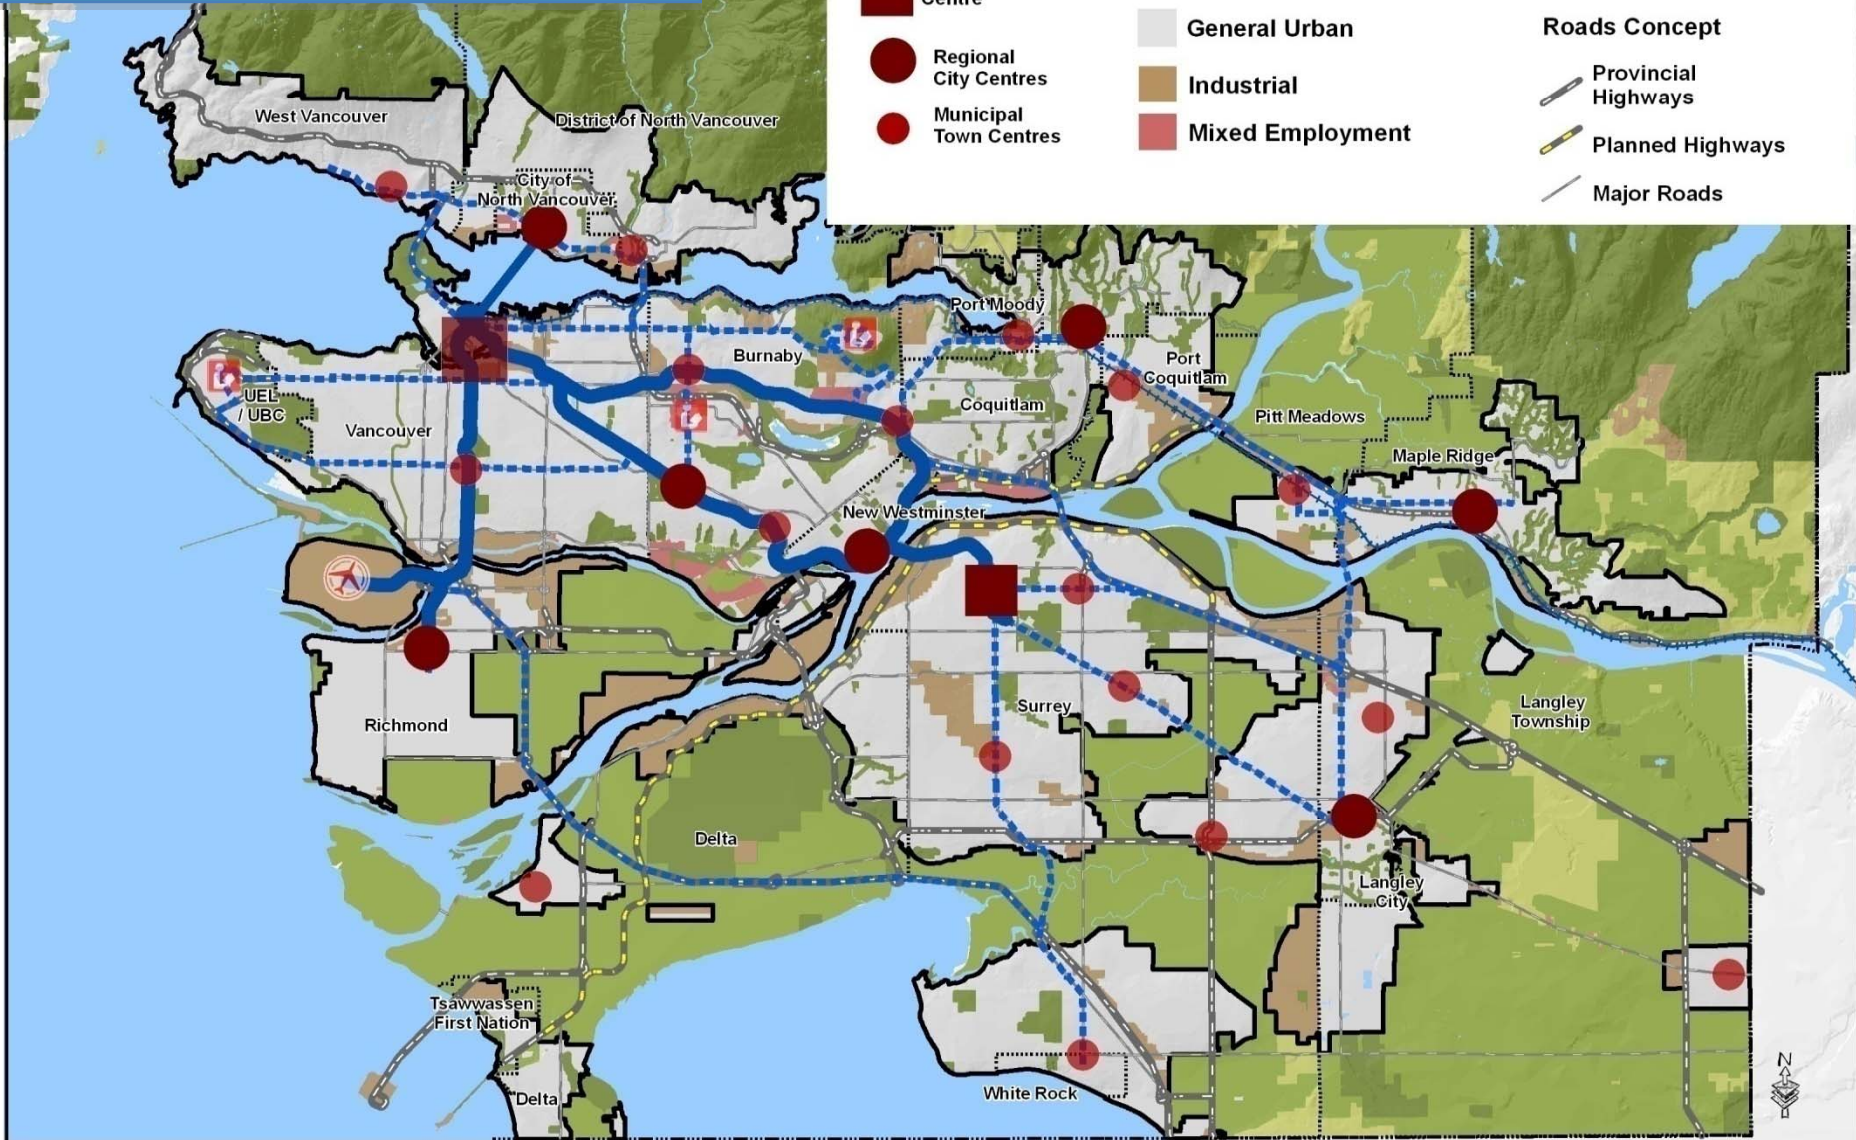 Centre
Regional
City Centres
Municipal
Town Centres
General Urban
Industrial
Mixed Employment
Roads Concept
Provincial
Highways
Planned Highways
Major Roads
West Vancouver
District of North Vancouver
City of
North Vancouver
Port Moody
Burnaby
Port
Coquitlam
UEL
/ UBC
Coquitlam
Vancouver
Pitt Meadows
Maple Ridge
New Westminster
Richmond
Surrey
Langley
Township
Delta
Langley
City
Tsawwassen
First Nation
White Rock
Delta
N